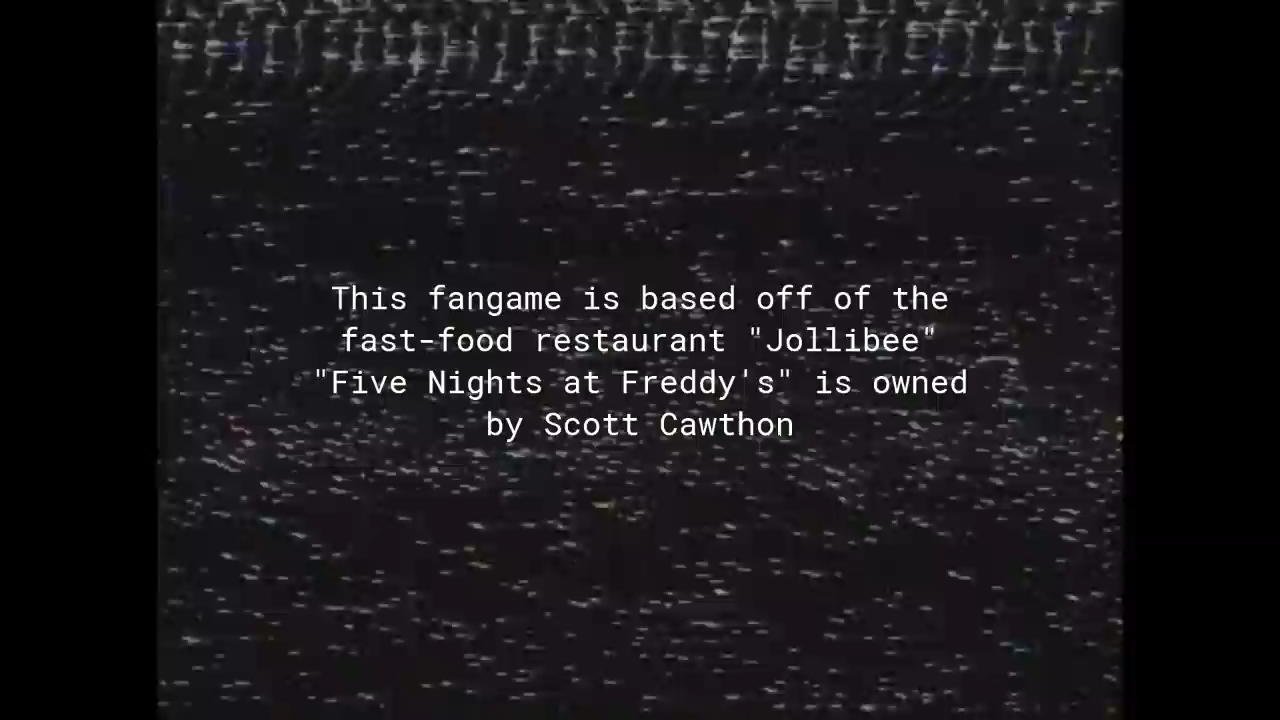 This fangame is based off of the
fast-food restaurant "Jollibee"
"Five Nights at Freddy's" is owned
by Scott Cawthon